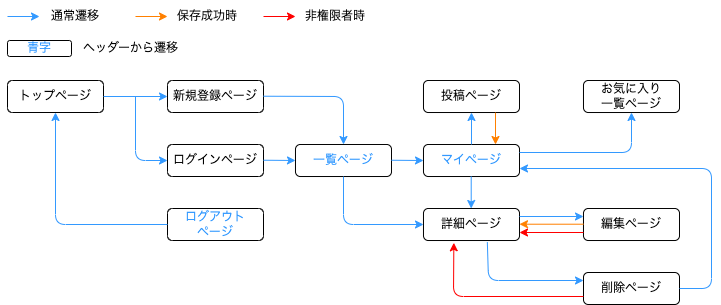 通常遷移
保存成功時
非権限者時
青字
ヘッダーから遷移
トップページ
新規登録ページ
投稿ページ
お気に入り
一覧ページ
ログインページ
一覧ページ
マイページ
ログアウト
ページ
詳細ページ
編集ページ
削除ページ